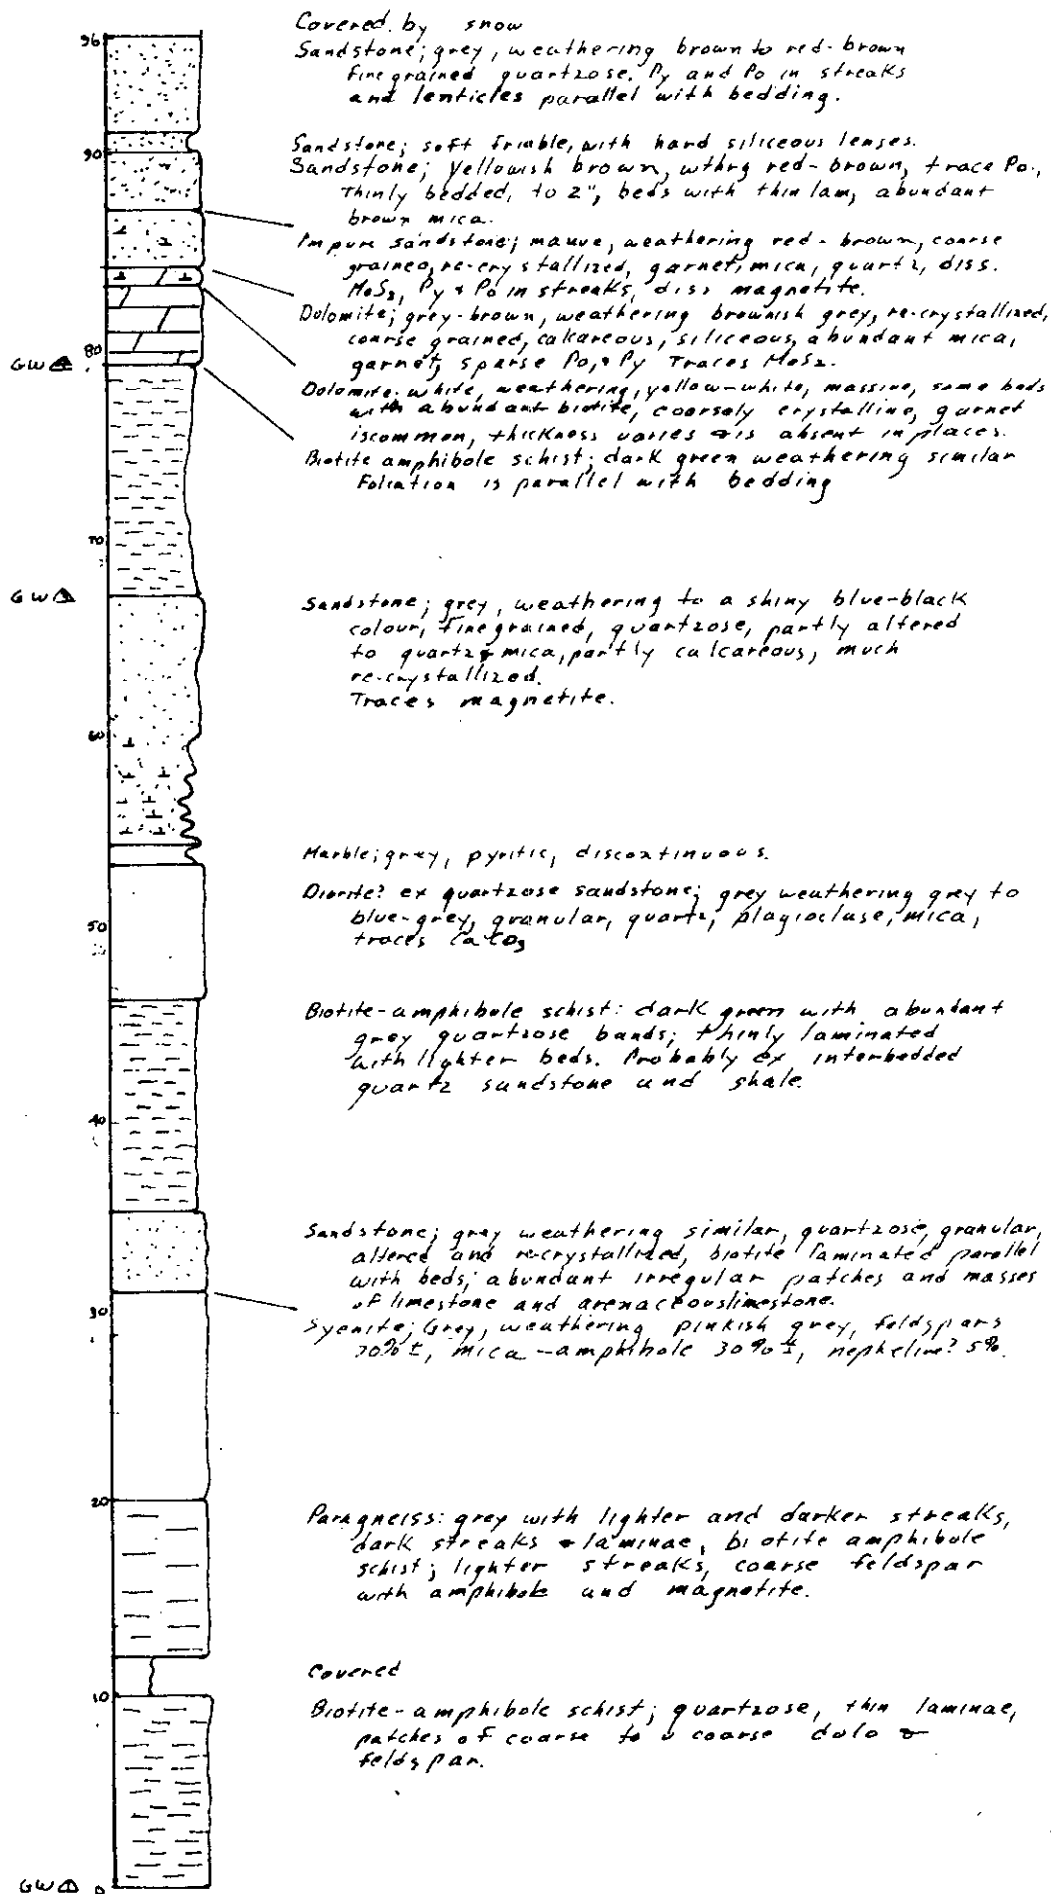 Covered by snow
96
Sandstone; grey, weathering brown to red-brown
fine grained quartzose. Py and Po in streaks
and lenticles parallel with bedding.
Sandstone; soft friable, with hard siliceous lenses.
90
Sandstone; yellowish brown, wthrg red-brown, trace Po.,
thinly bedded, to 2", beds with thin lam, abundant
brown mica.
Impure sandstone; mauve, weathering red-brown, coarse
grained, re-crystallized, garnet, mica, quartz, diss.
MoS2, Py + Po in streaks, diss magnetite.
Dolomite; grey-brown, weathering brownish grey, re-crystallized,
coarse grained, calcareous, siliceous, abundant mica,
garnet, sparse Po, + Py Traces MoS2.
80
GW
Dolomite. white, weathering, yellow-white, massive, some beds
with abundant biotite, coarsely crystalline, garnet
is common, thickness varies + is absent in places.
Biotite amphibole schist; dark green weathering similar
Foliation is parallel with bedding
70
GW
Sandstone; grey, weathering to a shiny blue-black
colour, fine grained, quartzose, partly altered
to quartz + mica, partly calcareous, much
re-crystallized.
Traces magnetite.
60
Marble; grey, pyritic, discontinuous.
Diorite? ex quartzose sandstone; grey weathering grey to
blue-grey, granular, quartz, plagioclase, mica,
traces CaCO3
50
Biotite-amphibole schist: dark green with abundant
grey quartzose bands; thinly laminated
with lighter beds. Probably ex interbedded
quartz sandstone and shale.
40
Sandstone; grey weathering similar, quartzose, granular,
altered and re-crystallized, biotite laminated parallel
with beds; abundant irregular patches and masses
of limestone and arenaceous limestone.
30
Syenite; Grey, weathering pinkish grey, feldspars
70% ±, mica-amphibole 30% ±, nepheline? 5%.
20
Paragneiss: grey with lighter and darker streaks,
dark streaks + laminae, biotite amphibole
schist; lighter streaks, coarse feldspar
with amphibole and magnetite.
Covered
10
Biotite-amphibole schist; quartzose, thin laminae,
patches of coarse to v coarse dolo +
feldspar.
GW 0